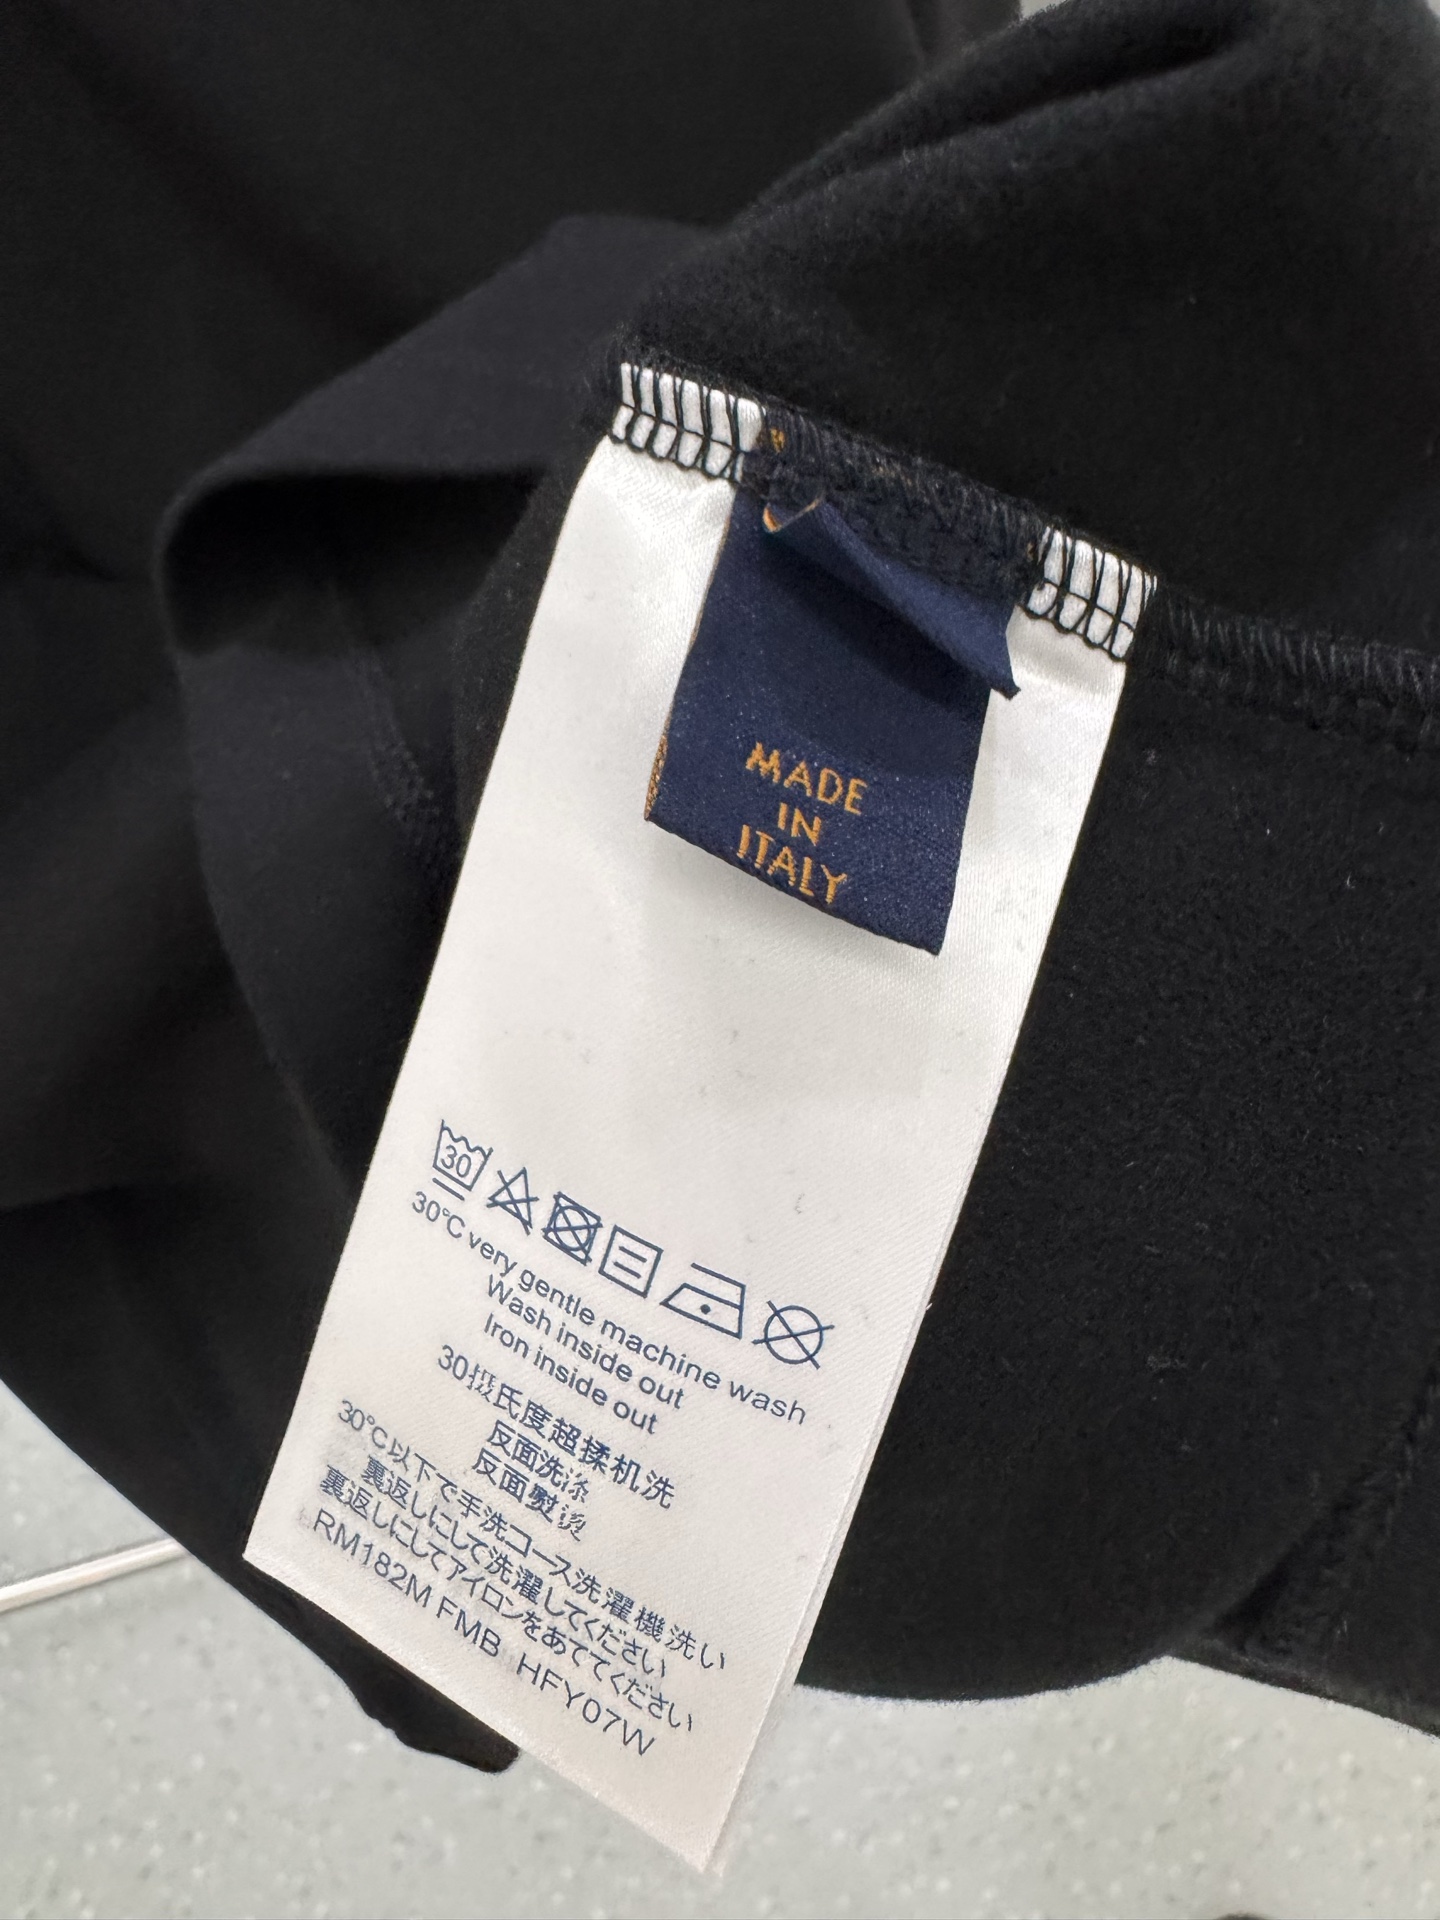 MADE
IN
ITALY
30
30°C very gentle machine wash
Wash inside out
Iron inside out
30摄氏度超揉机洗
反面洗涤
反面熨烫
30℃以下で手洗コース洗濯機洗い
裏返しにして洗濯してください
裏返しにしてアイロンをあててください
RM182M FMB HFY07W